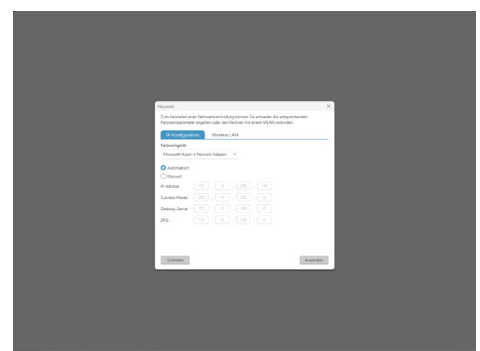 Netzwerk
Zum Herstellen einer Netzwerkverbindung können Sie entweder die entsprechenden
Netzwerkparameter angeben oder den Rechner mit einem WLAN verbinden.
IP-Konfiguration Wireless LAN
Netzwerkgerät
Microsoft Hyper-V Network Adapter
Automatisch
Manuell
IP-Adresse
Subnetz-Maske
Gateway-Server
DNS
Schließen Anwenden